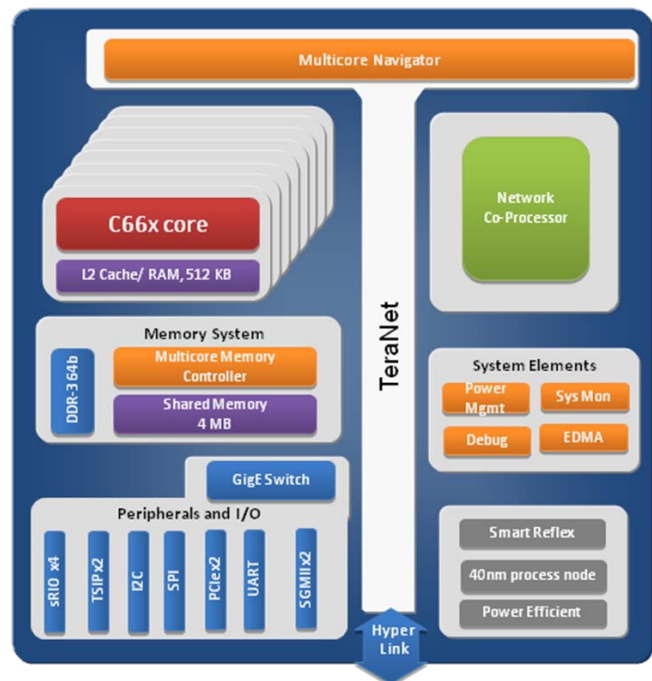 Multicore Navigator
C66x core
L2 Cache/ RAM, 512 KB
Network
Co-Processor
TeraNet
Memory System
DDR-3 64b
Multicore Memory
Controller
Shared Memory
4 MB
System Elements
Power
Mgmt
Sys Mon
Debug
EDMA
GigE Switch
Peripherals and I/O
sRIO x4
TSIP x2
I2C
SPI
PCIe x2
UART
SGMII x2
Smart Reflex
40nm process node
Power Efficient
Hyper
Link